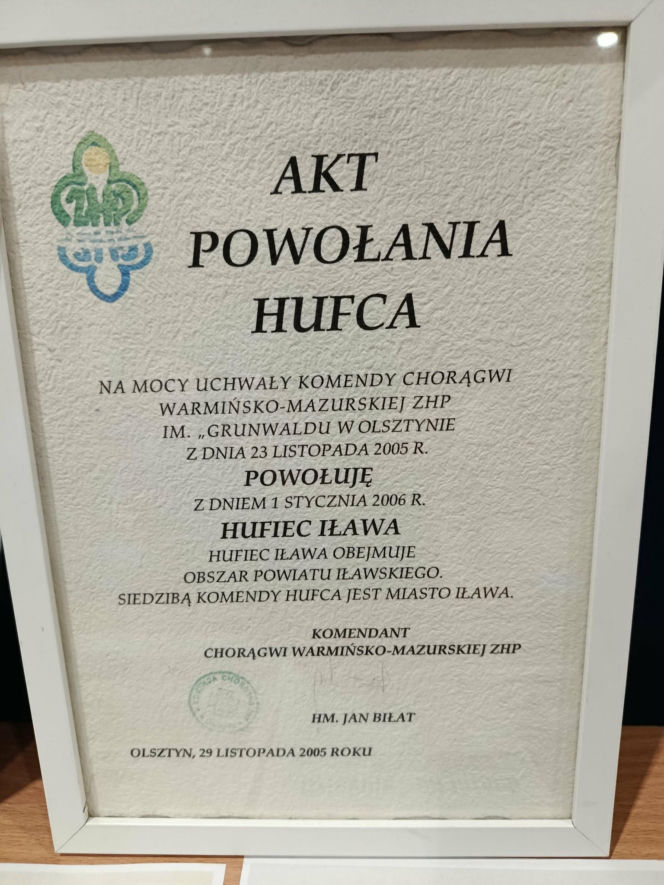 ZHP
AKT
POWOŁANIA
HUFCA
NA MOCY UCHWAŁY KOMENDY CHORĄGWI
WARMIŃSKO-MAZURSKIEJ ZHP
IM. „GRUNWALDU W OLSZTYNIE
Z DNIA 23 LISTOPADA 2005 R.
POWOŁUJĘ
Z DNIEM 1 STYCZNIA 2006 R.
HUFIEC IŁAWA
HUFIEC IŁAWA OBEJMUJE
OBSZAR POWIATU IŁAWSKIEGO.
SIEDZIBĄ KOMENDY HUFCA JEST MIASTO IŁAWA.
KOMENDANT
CHORĄGWI WARMIŃSKO-MAZURSKIEJ ZHP
HM. JAN BIŁAT
OLSZTYN, 29 LISTOPADA 2005 ROKU